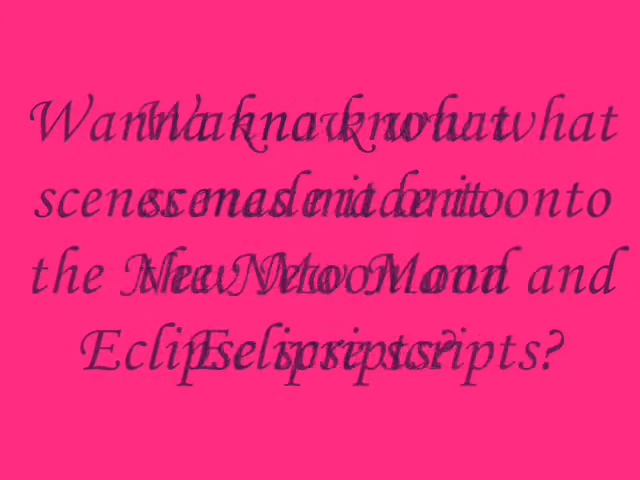 Wanna know what
scenes made it onto
the New Moon and
Eclipse scripts?